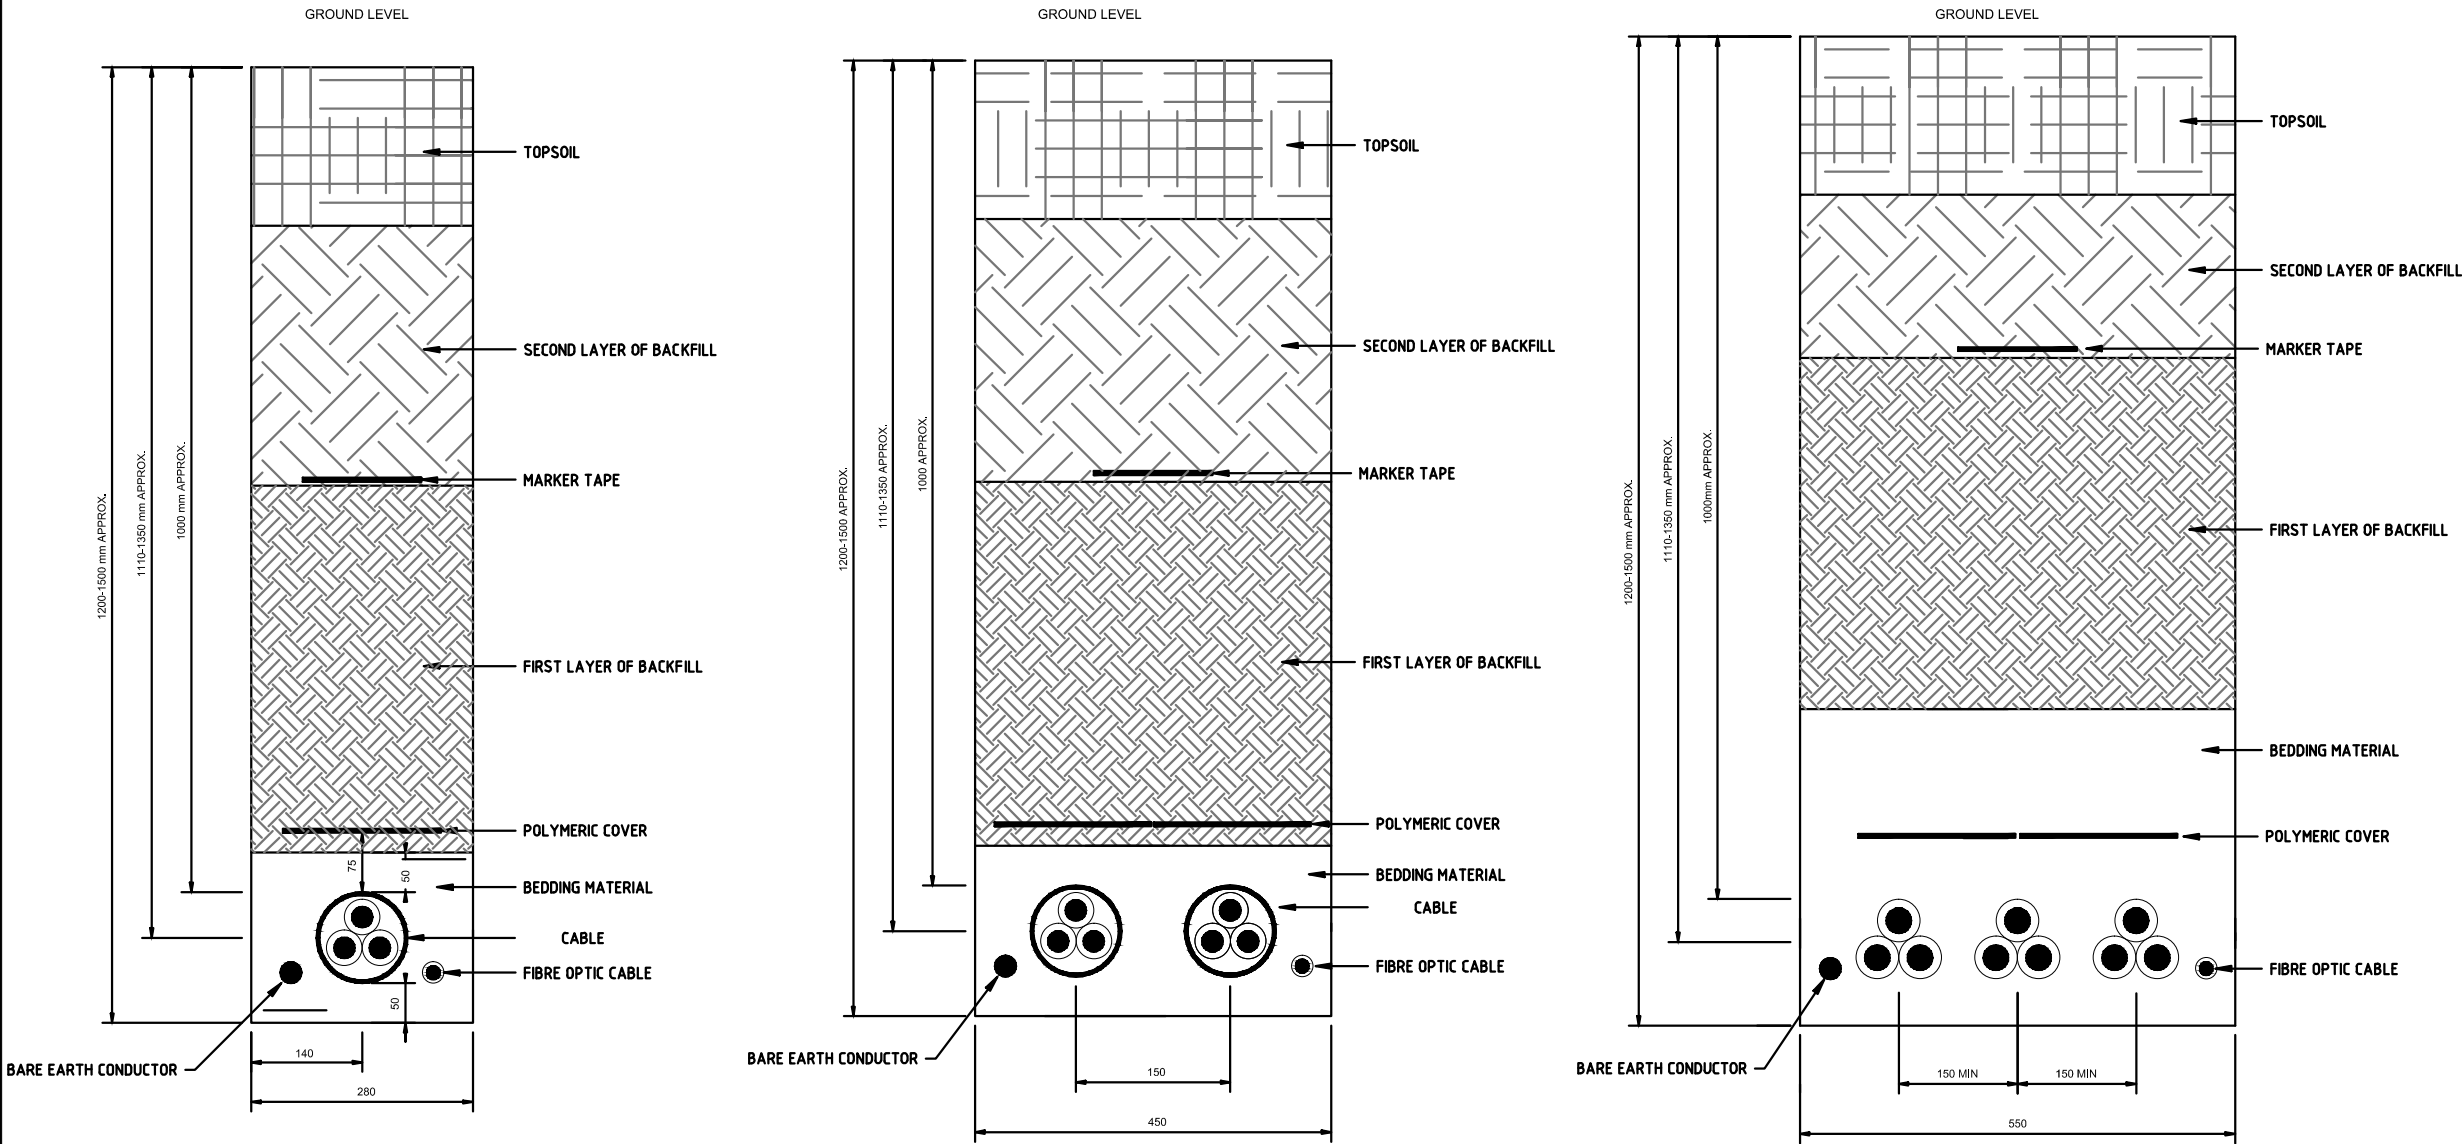 GROUND LEVEL
TOPSOIL
SECOND LAYER OF BACKFILL
MARKER TAPE
FIRST LAYER OF BACKFILL
POLYMERIC COVER
BEDDING MATERIAL
CABLE
FIBRE OPTIC CABLE
BARE EARTH CONDUCTOR
1200-1500 mm APPROX.
1110-1350 mm APPROX.
1000 mm APPROX.
75
50
50
140
280
GROUND LEVEL
TOPSOIL
SECOND LAYER OF BACKFILL
MARKER TAPE
FIRST LAYER OF BACKFILL
POLYMERIC COVER
BEDDING MATERIAL
CABLE
FIBRE OPTIC CABLE
BARE EARTH CONDUCTOR
1200-1500 APPROX.
1110-1350 APPROX.
1000 APPROX.
150
450
GROUND LEVEL
TOPSOIL
SECOND LAYER OF BACKFILL
MARKER TAPE
FIRST LAYER OF BACKFILL
BEDDING MATERIAL
POLYMERIC COVER
FIBRE OPTIC CABLE
BARE EARTH CONDUCTOR
1200-1500 mm APPROX.
1110-1350 mm APPROX.
1000mm APPROX.
150 MIN
150 MIN
550